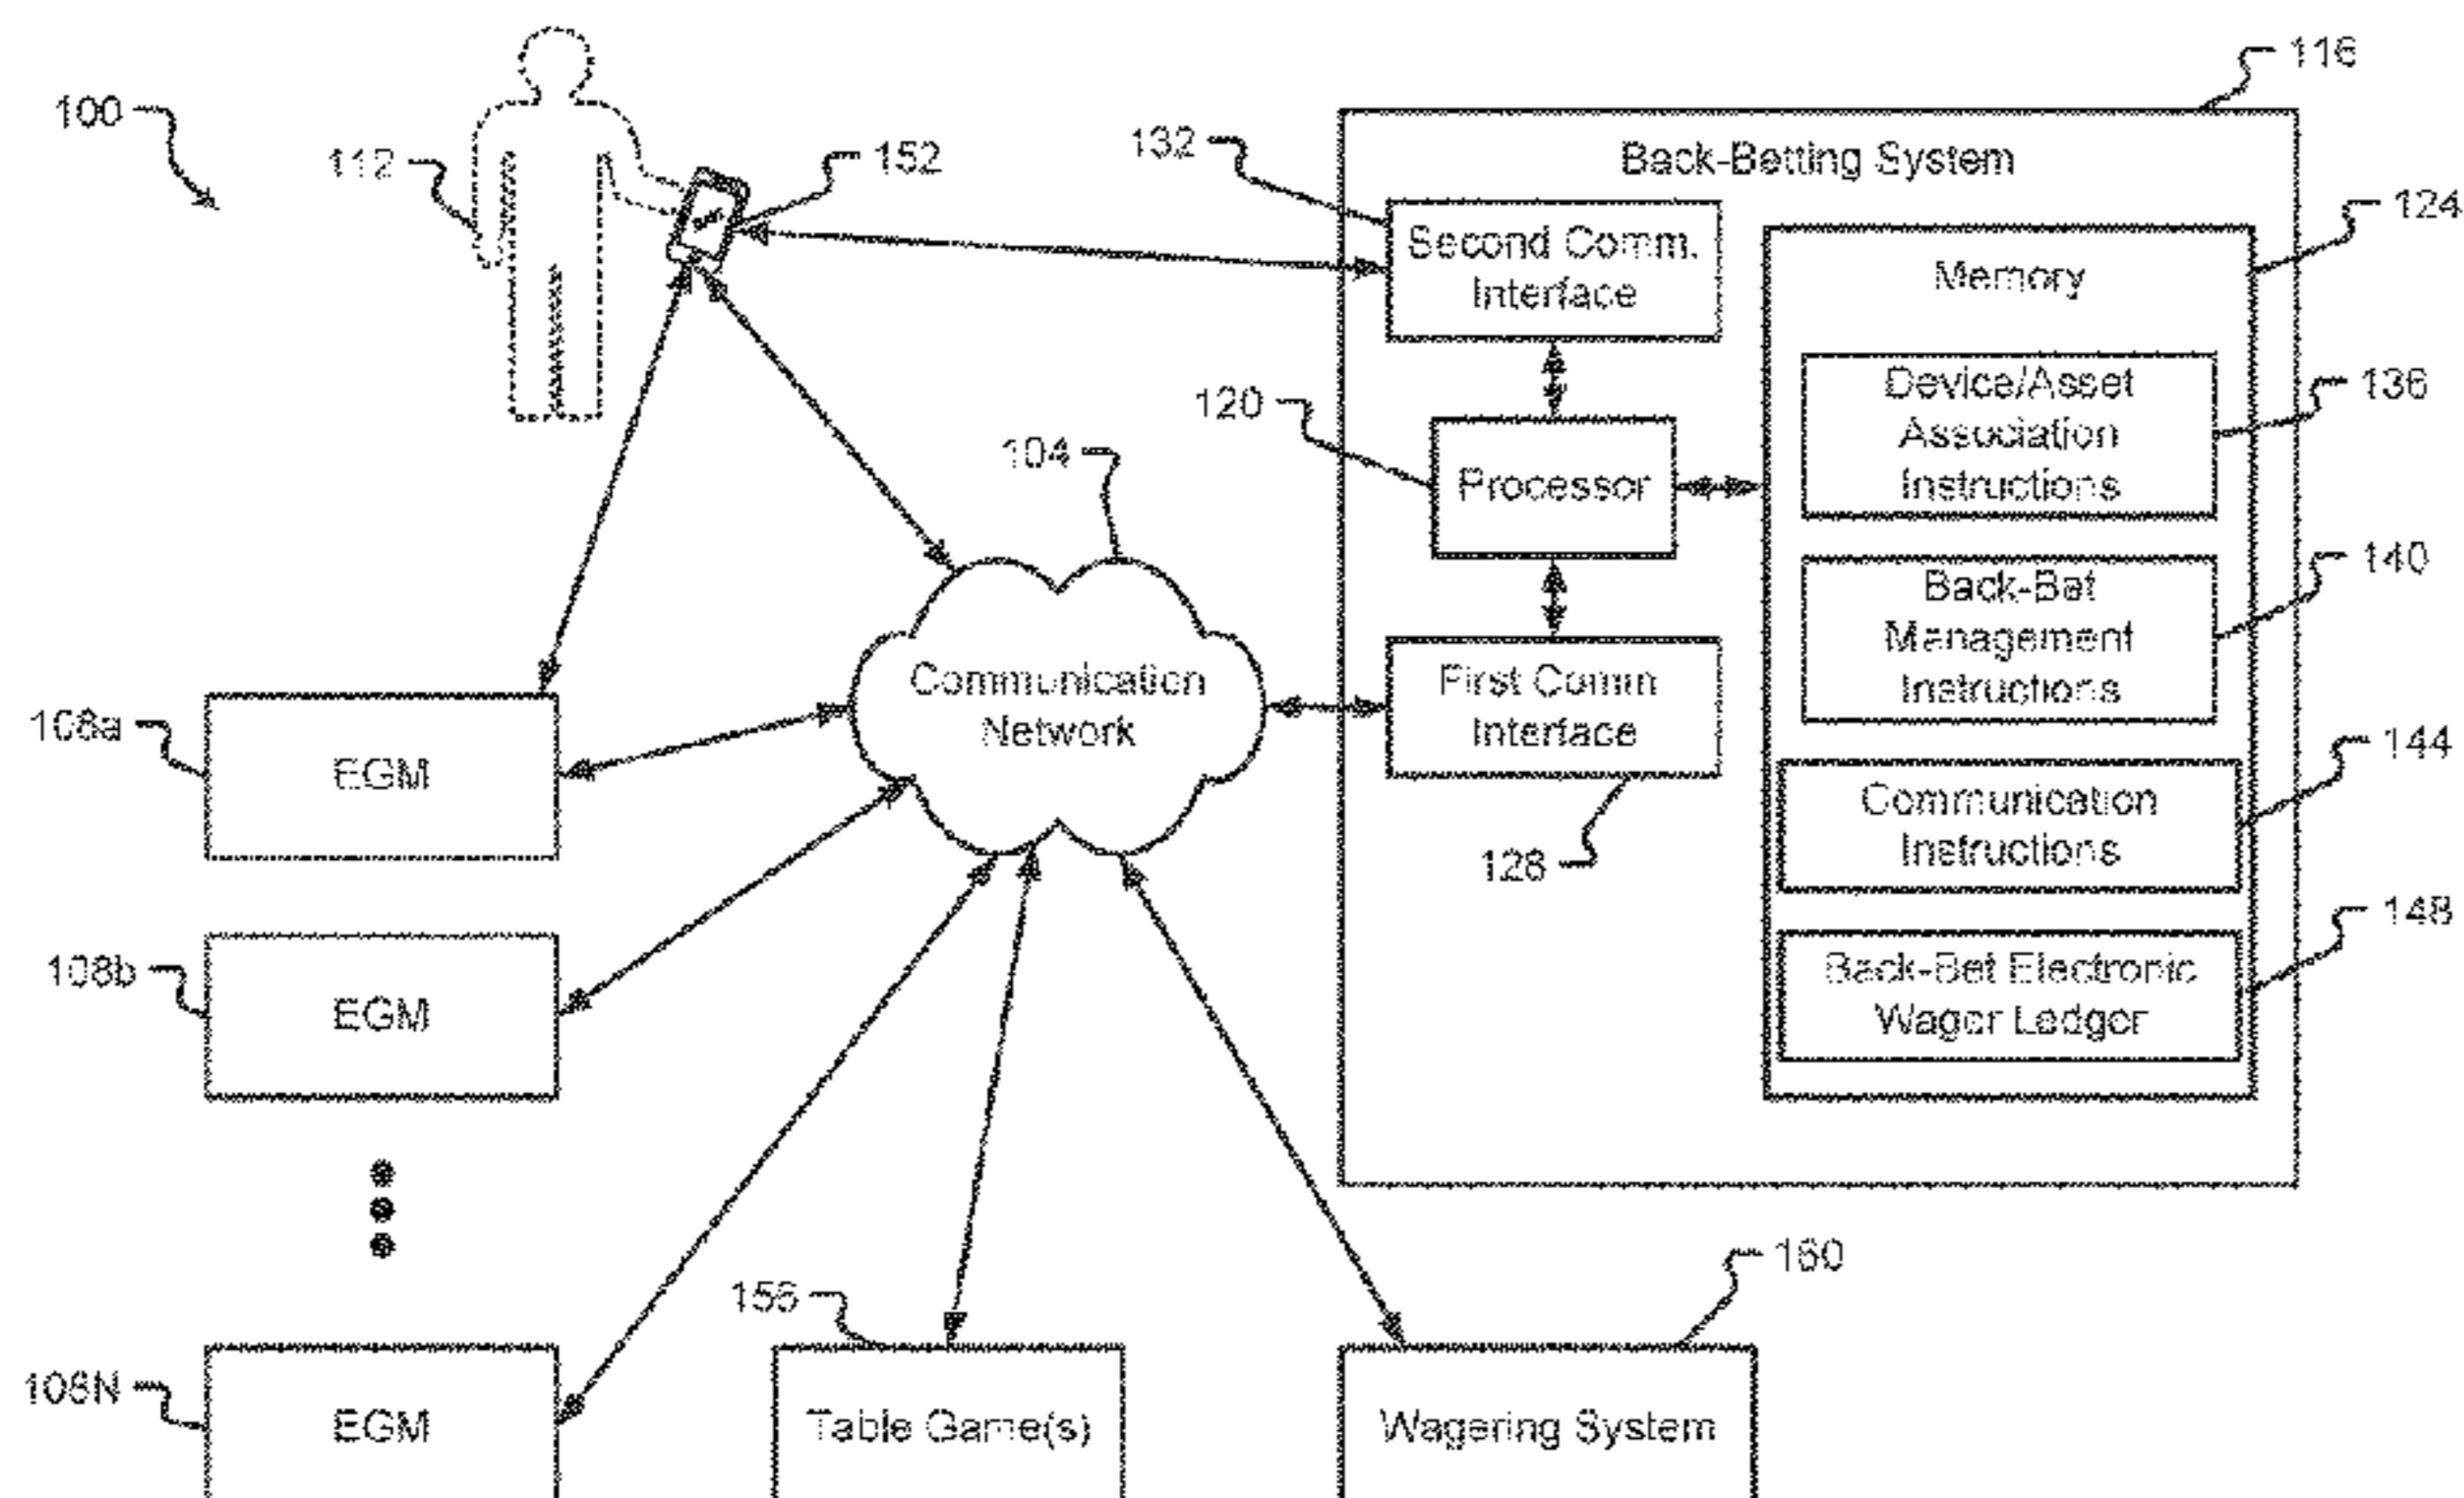 100
112
152
116
Back-Betting System
132
Second Comm.
Interface
124
Memory
Device/Asset
Association
Instructions
136
120
Processor
104
Back-Bet
Management
Instructions
140
Communication
Network
First Comm
Interface
128
108a
EGM
Communication
Instructions
144
108b
EGM
Back-Bet Electronic
Wager Ledger
148
108N
EGM
156
Table Game(s)
160
Wagering System